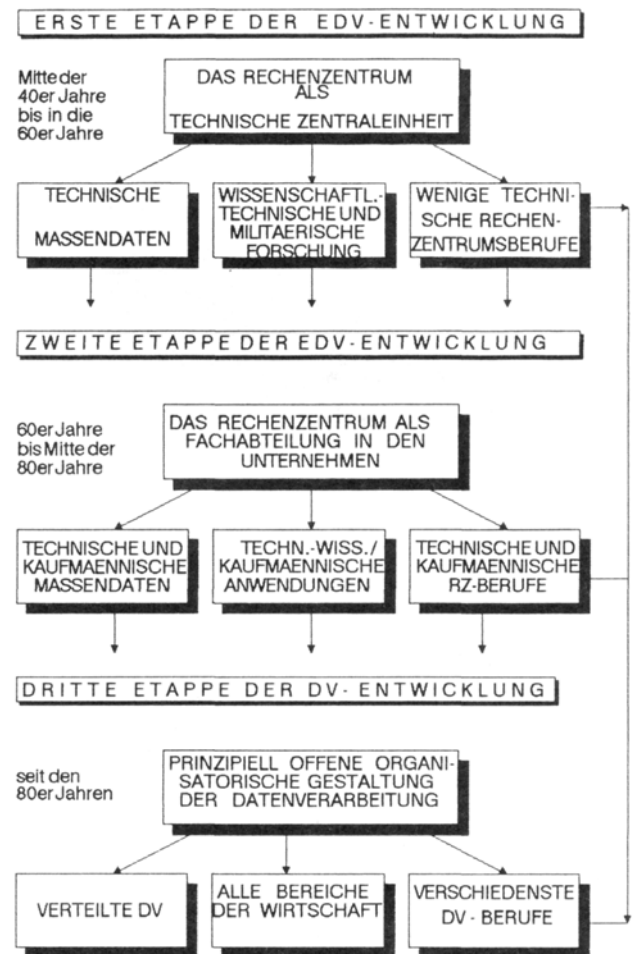 ERSTE ETAPPE DER EDV-ENTWICKLUNG
Mitte der
40er Jahre
bis in die
60er Jahre
DAS RECHENZENTRUM
ALS
TECHNISCHE ZENTRALEINHEIT
TECHNISCHE
MASSENDATEN
WISSENSCHAFTL.-
TECHNISCHE UND
MILITAERISCHE
FORSCHUNG
WENIGE TECHNI-
SCHE RECHEN-
ZENTRUMSBERUFE
ZWEITE ETAPPE DER EDV-ENTWICKLUNG
60er Jahre
bis Mitte der
80er Jahre
DAS RECHENZENTRUM ALS
FACHABTEILUNG IN DEN
UNTERNEHMEN
TECHNISCHE UND
KAUFMAENNISCHE
MASSENDATEN
TECHN.-WISS./
KAUFMAENNISCHE
ANWENDUNGEN
TECHNISCHE UND
KAUFMAENNISCHE
RZ-BERUFE
DRITTE ETAPPE DER DV-ENTWICKLUNG
seit den
80er Jahren
PRINZIPIELL OFFENE ORGANI-
SATORISCHE GESTALTUNG
DER DATENVERARBEITUNG
VERTEILTE DV
ALLE BEREICHE
DER WIRTSCHAFT
VERSCHIEDENSTE
DV-BERUFE